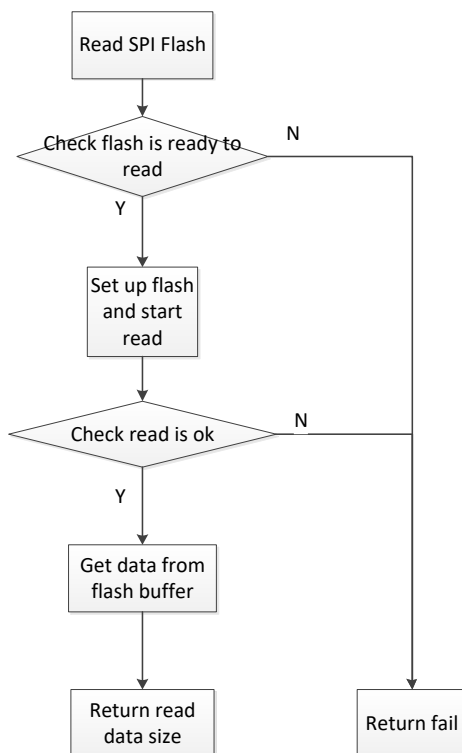 Read SPI Flash
Check flash is ready to
read
N
Y
Set up flash
and start
read
Check read is ok
N
Y
Get data from
flash buffer
Return read
data size
Return fail